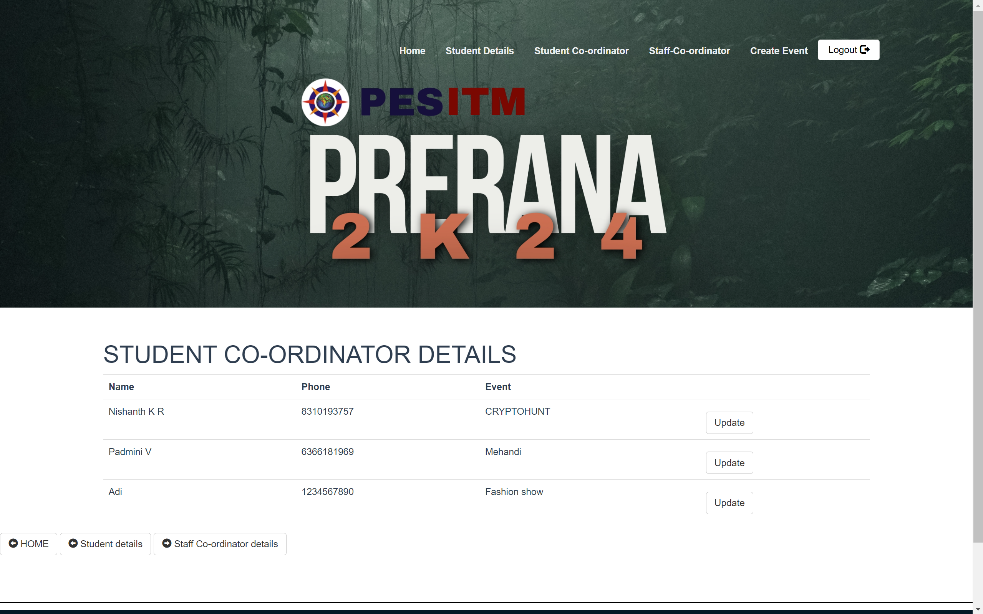 Home Student Details Student Co-ordinator Staff-Co-ordinator Create Event Logout
PESITM
PRERANA
2K24
STUDENT CO-ORDINATOR DETAILS
Name Phone Event
Nishanth K R 8310193757 CRYPTOHUNT Update
Padmini V 6366181969 Mehandi Update
Adi 1234567890 Fashion show Update
HOME Student details Staff Co-ordinator details